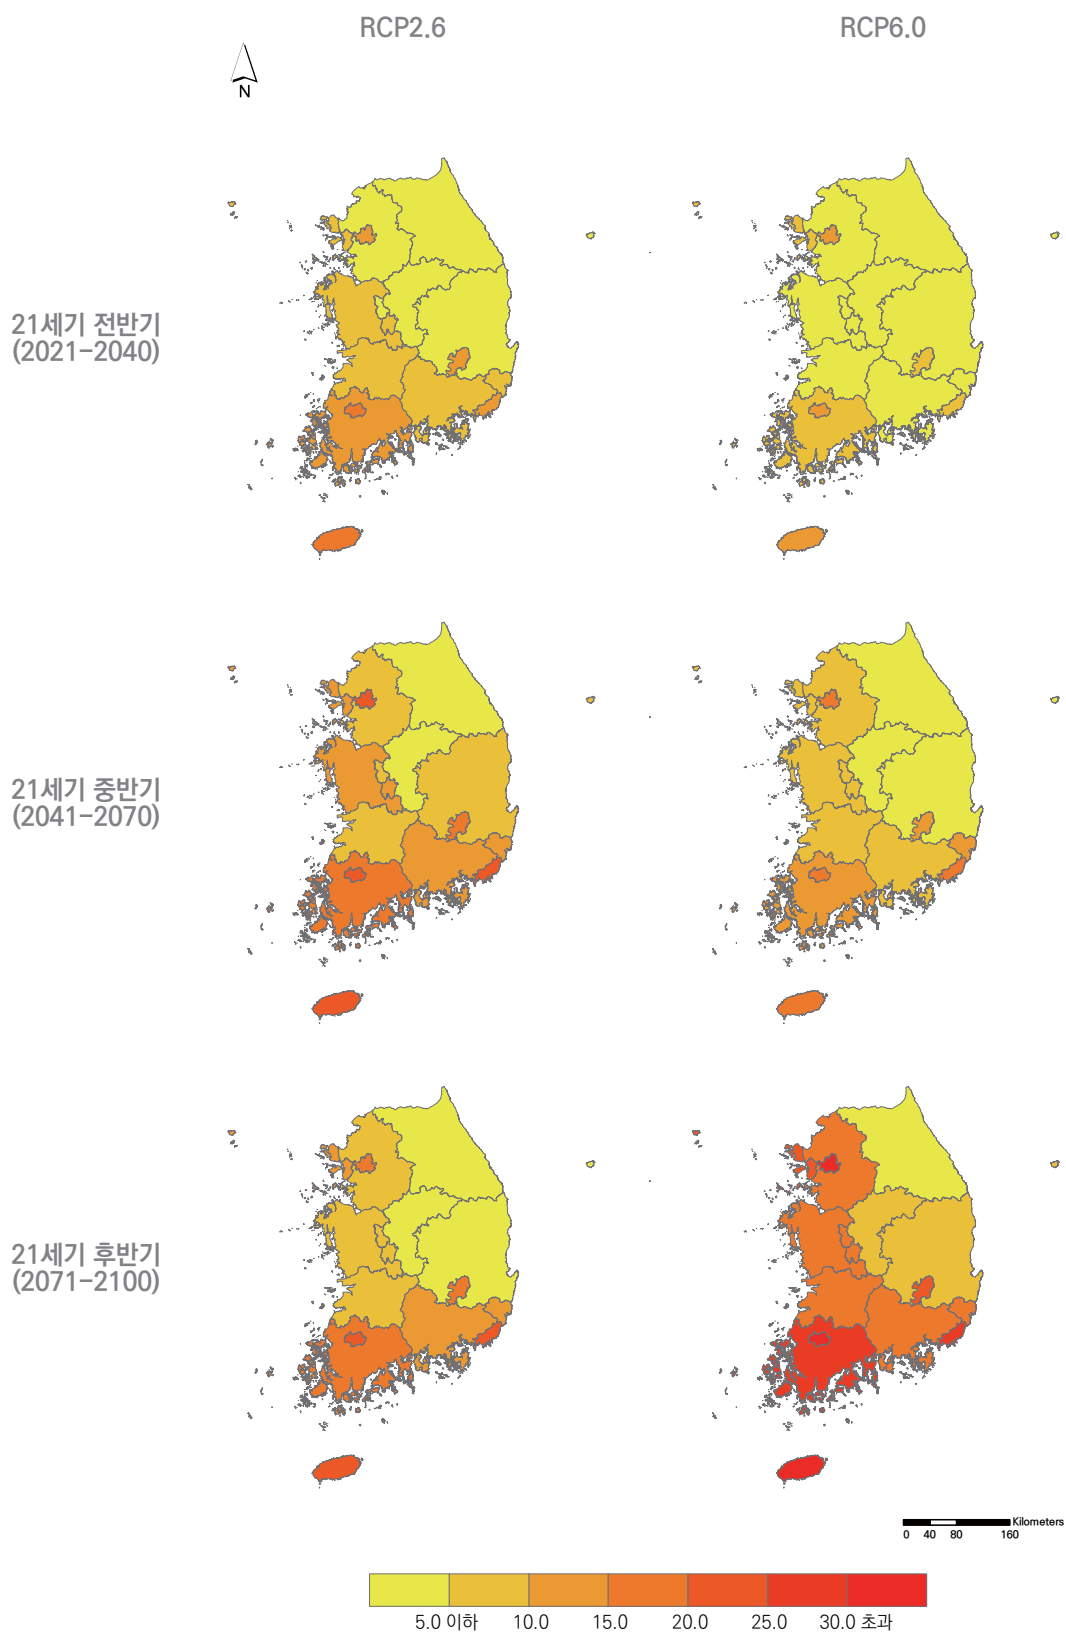 RCP2.6
RCP6.0
N
21세기 전반기
(2021-2040)
21세기 중반기
(2041-2070)
21세기 후반기
(2071-2100)
Kilometers
0 40 80 160
5.0 이하 10.0 15.0 20.0 25.0 30.0 초과